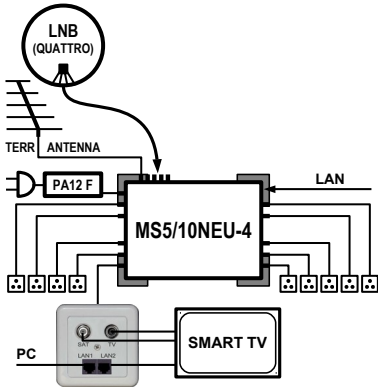 LNB
(QUATTRO)
TERR ANTENNA
PA12 F
LAN
MS5/10NEU-4
SAT TV
LAN1 LAN2
SMART TV
PC